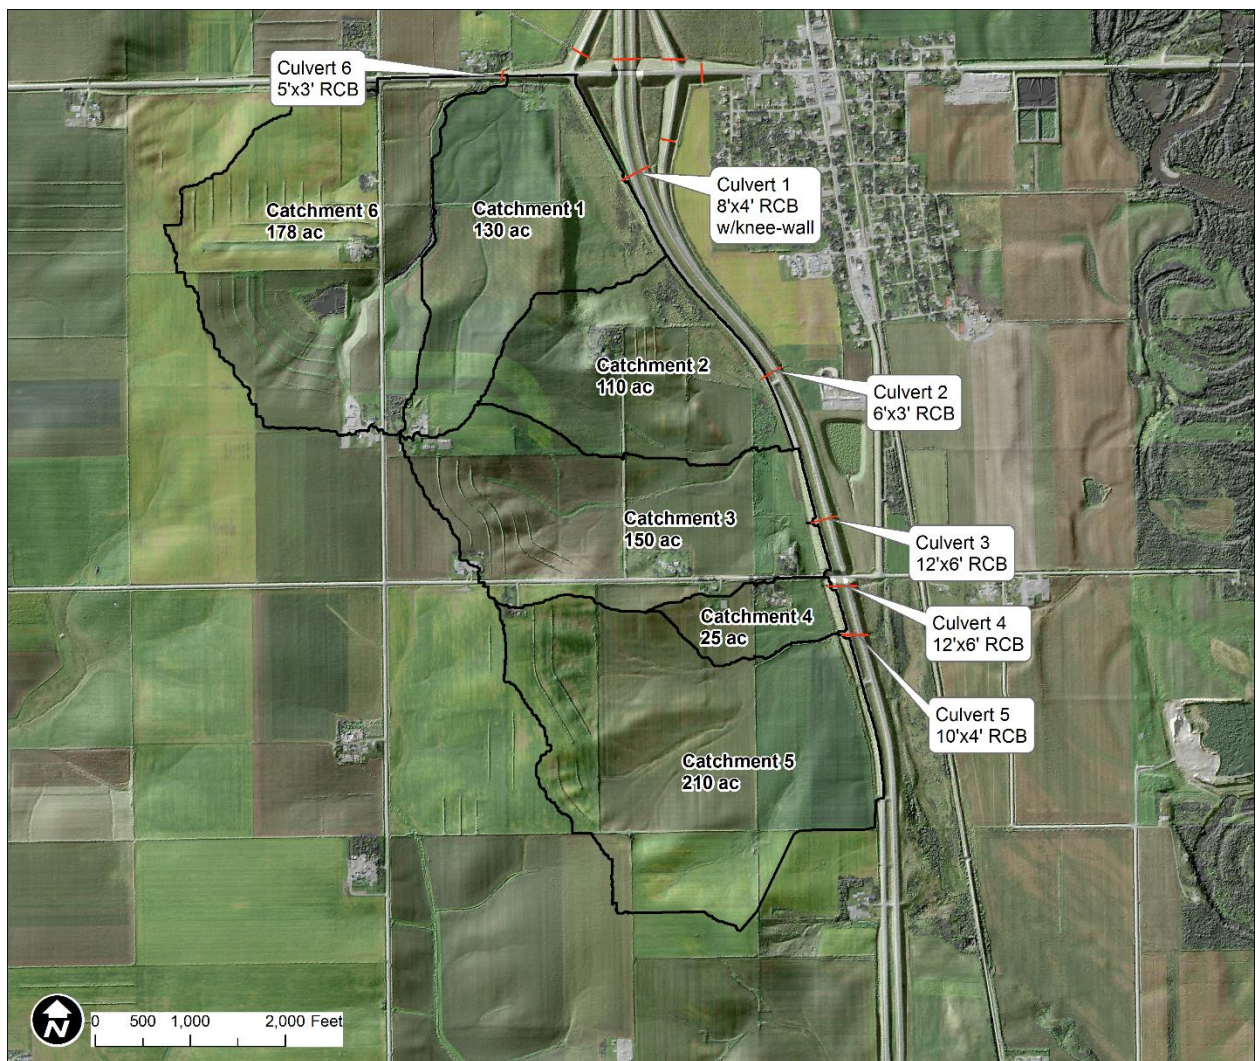 Culvert 6
5'x3' RCB
Culvert 1
8'x4' RCB
w/knee-wall
Catchment 6
178 ac
Catchment 1
130 ac
Catchment 2
110 ac
Culvert 2
6'x3' RCB
Catchment 3
150 ac
Culvert 3
12'x6' RCB
Catchment 4
25 ac
Culvert 4
12'x6' RCB
Culvert 5
10'x4' RCB
Catchment 5
210 ac
N
0 500 1,000 2,000 Feet